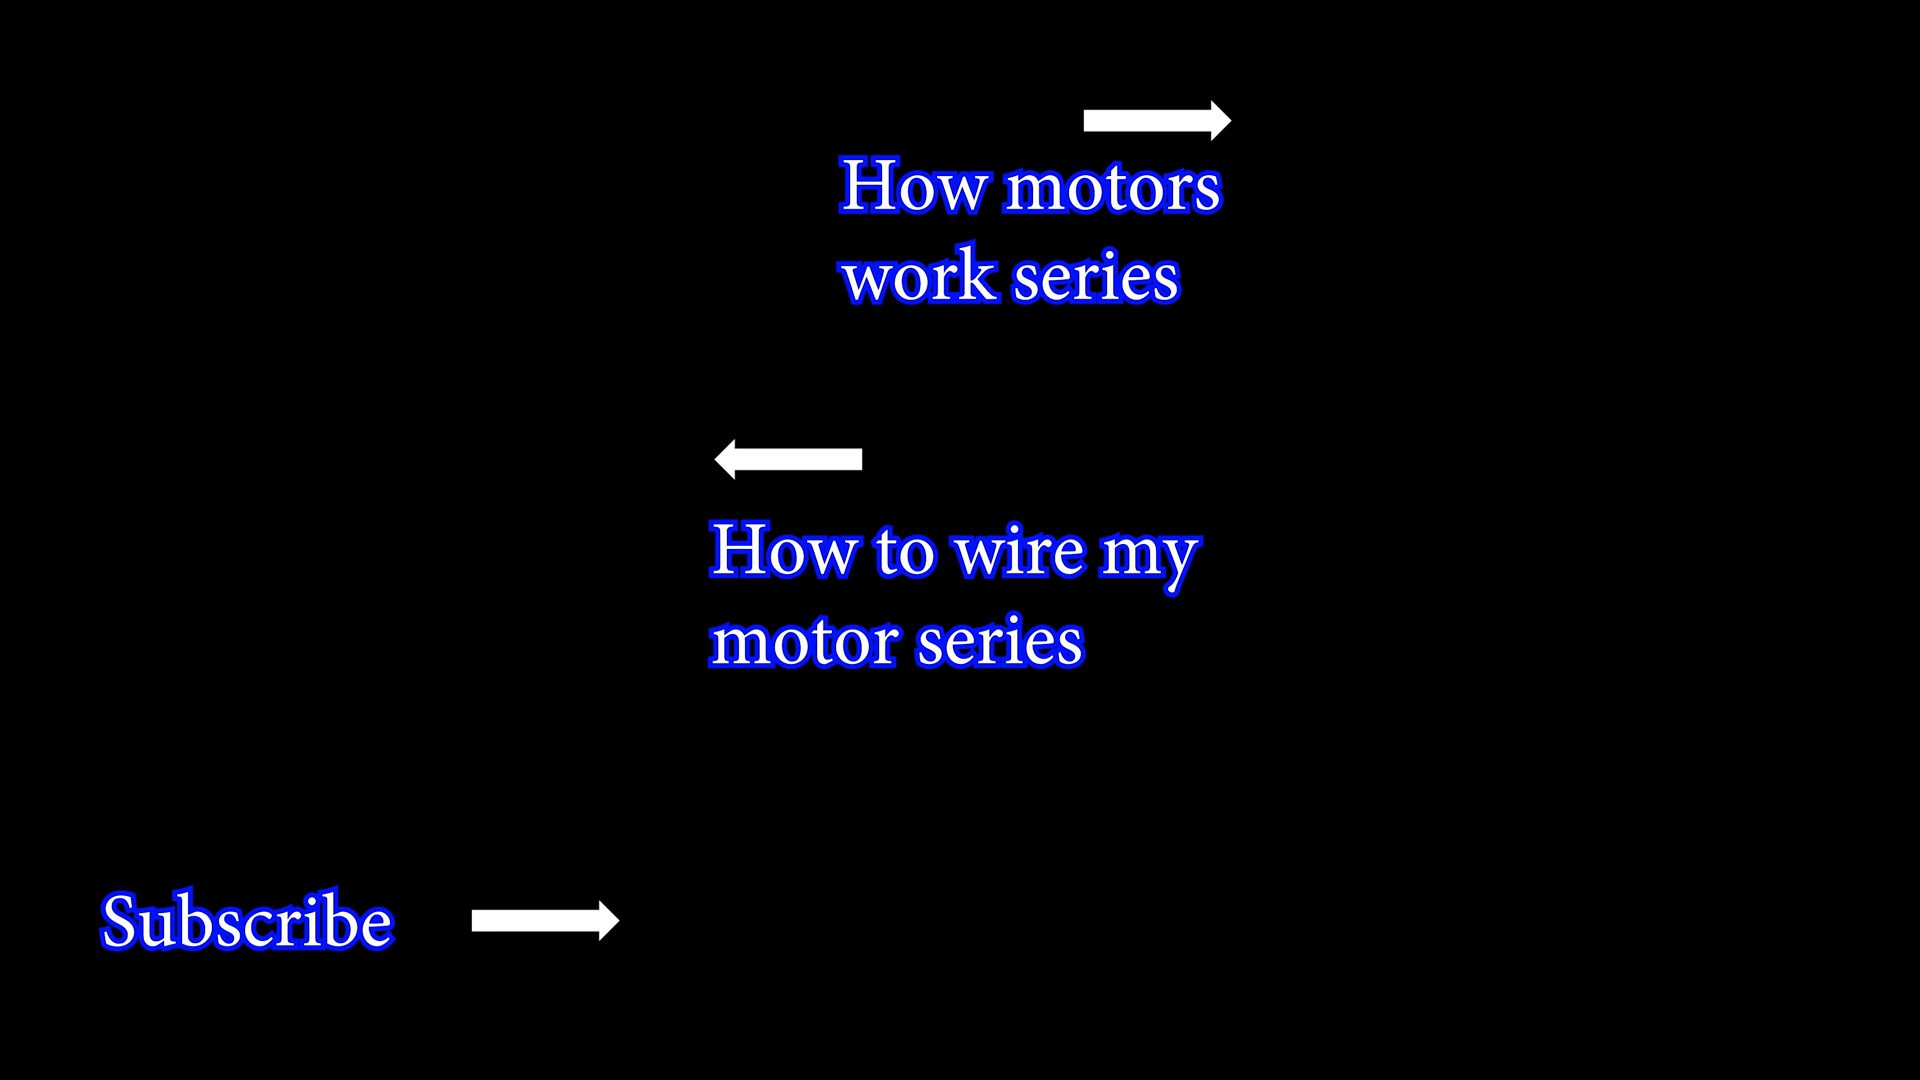 How motors
work series
How to wire my
motor series
Subscribe